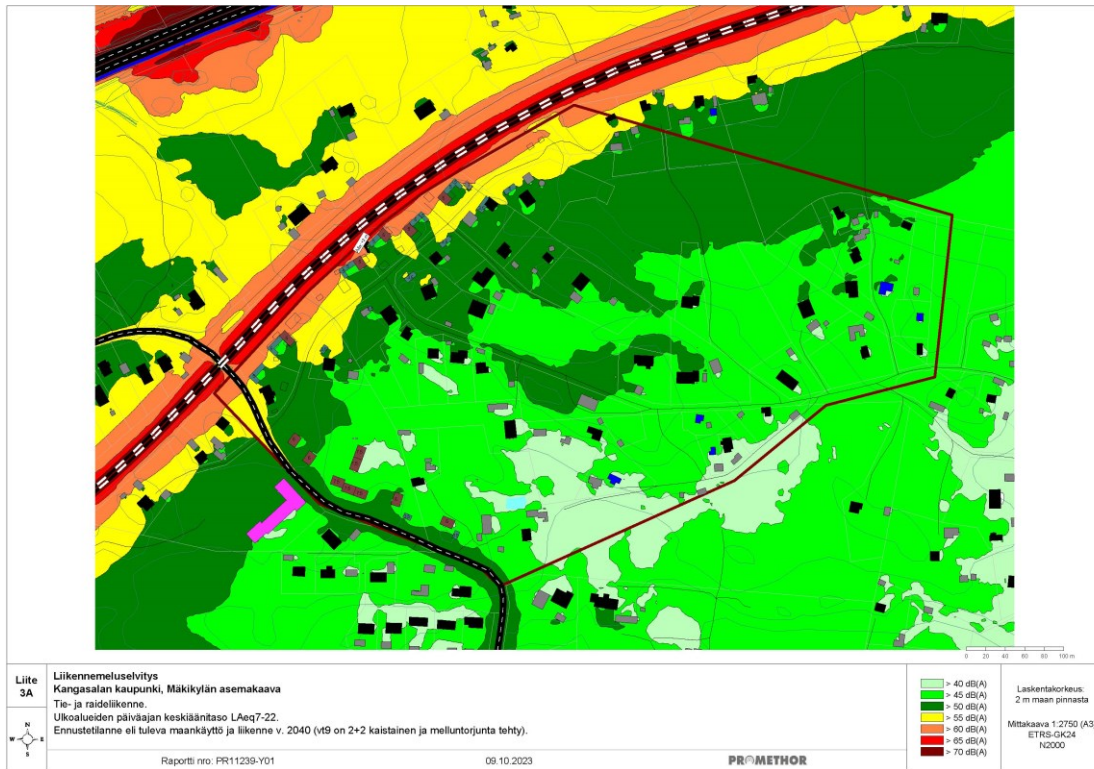 Liite
3A
Liikennemeluselvitys
Kangasalan kaupunki, Mäkikylän asemakaava
Tie- ja raideliikenne.
Ulkoalueiden päiväajan keskiäänitaso LAeq7-22.
Ennustetilanne eli tuleva maankäyttö ja liikenne v. 2040 (vt9 on 2+2 kaistainen ja melluntorjunta tehty).
N
W E
S
Raportti nro: PR11239-Y01
09.10.2023
PROMETHOR
> 40 dB(A)
> 45 dB(A)
> 50 dB(A)
> 55 dB(A)
> 60 dB(A)
> 65 dB(A)
> 70 dB(A)
0 20 40 60 80 100 m
Laskentakorkeus:
2 m maan pinnasta
Mittakaava 1:2750 (A3)
ETRS-GK24
N2000